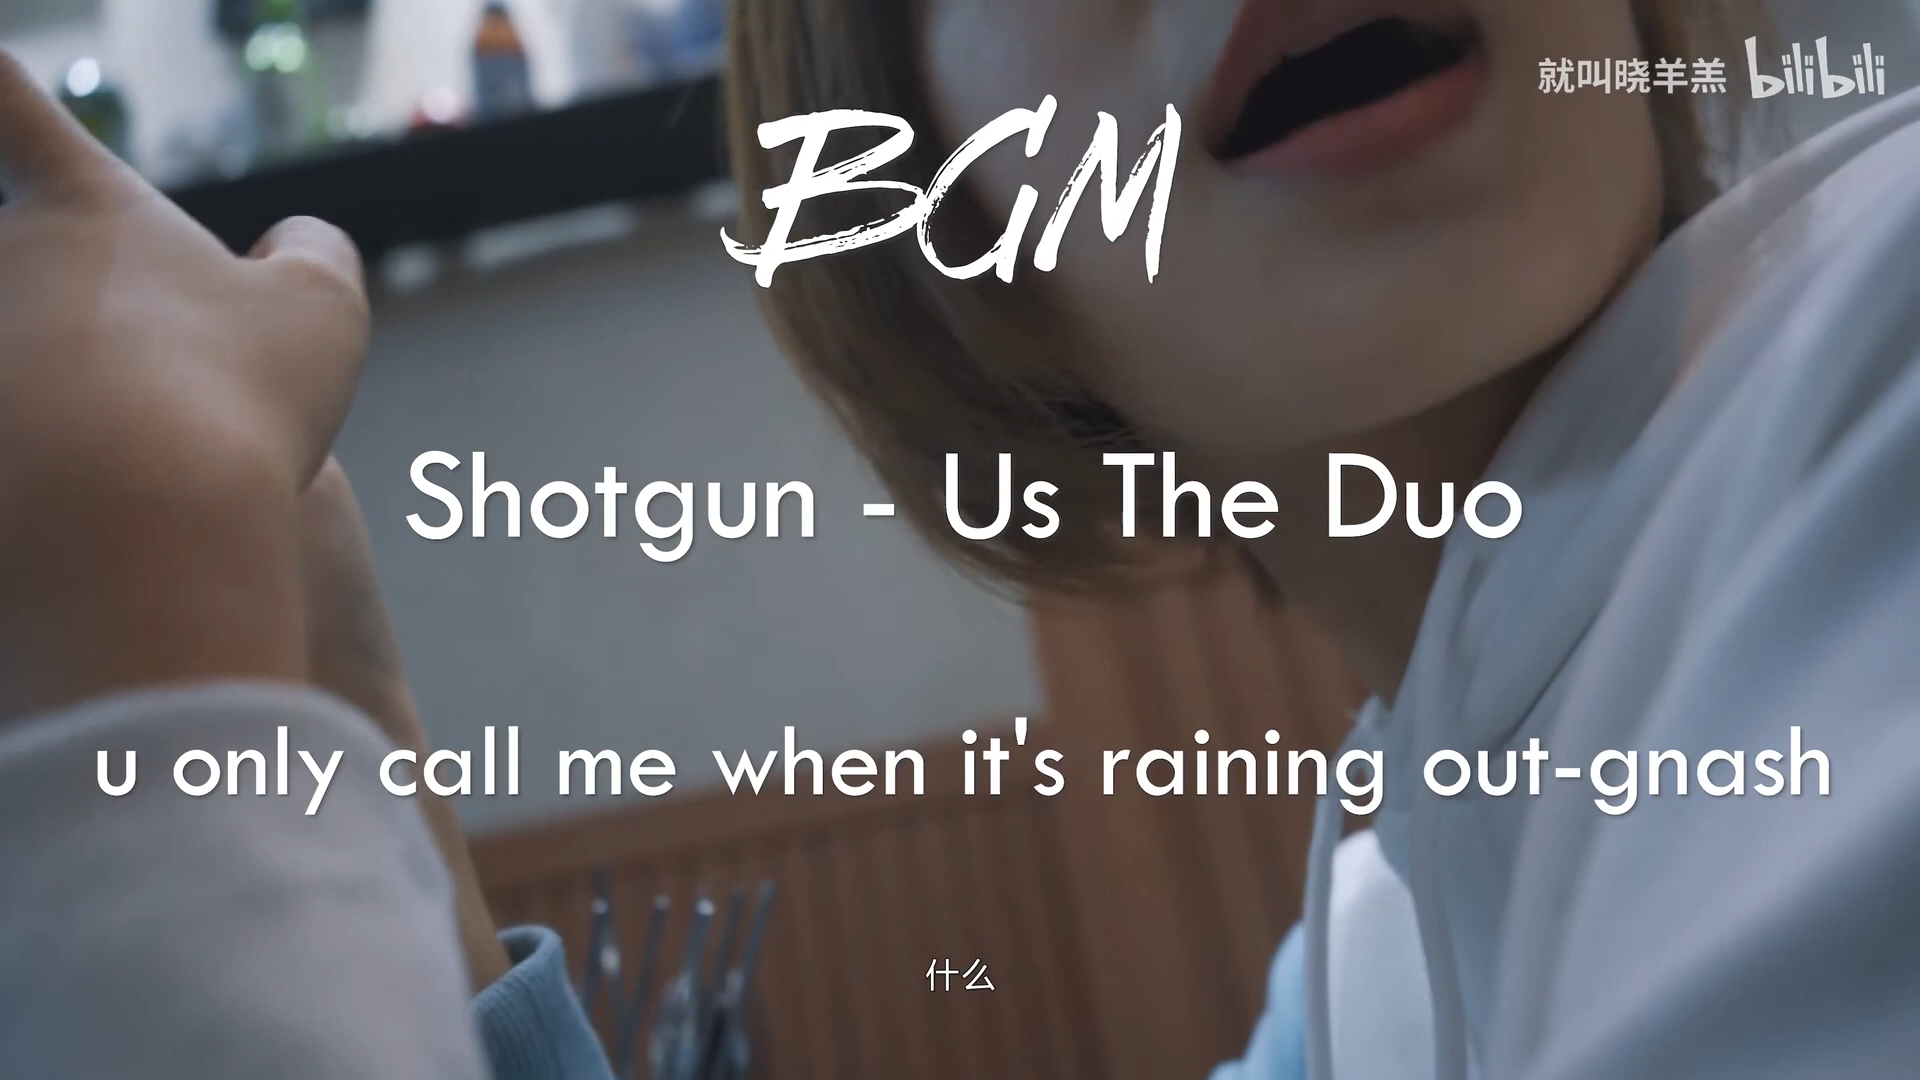 就叫晓羊羔 bilibili
BGM
Shotgun - Us The Duo
u only call me when it's raining out-gnash
什么